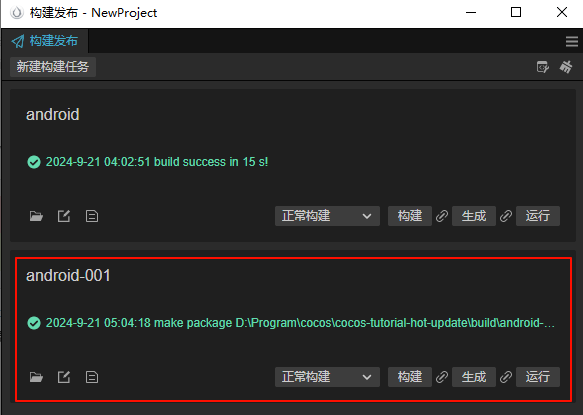 构建发布 - NewProject
构建发布
新建构建任务
android
2024-9-21 04:02:51 build success in 15 s!
正常构建 构建 生成 运行
android-001
2024-9-21 05:04:18 make package D:\Program\cocos\cocos-tutorial-hot-update\build\android-...
正常构建 构建 生成 运行